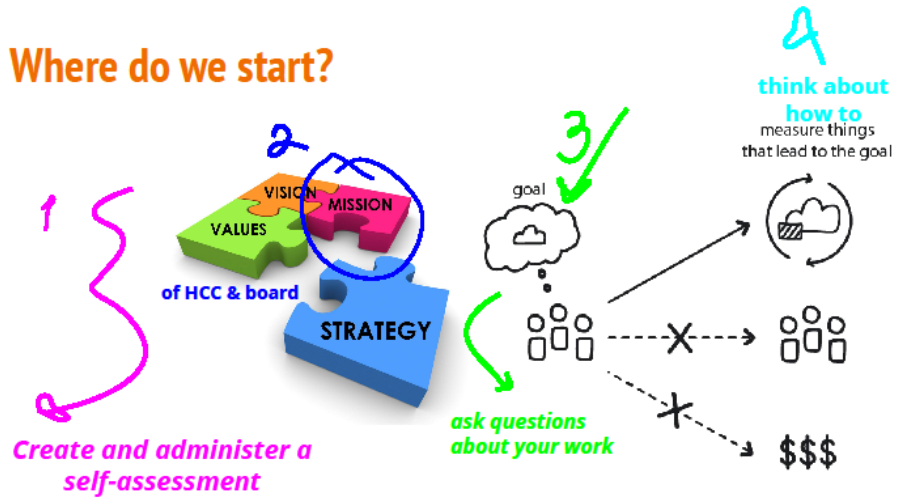 Where do we start?
1
Create and administer a
self-assessment
2
VISION
MISSION
VALUES
of HCC & board
STRATEGY
3
goal
ask questions
about your work
4
think about
how to
measure things
that lead to the goal
$$$